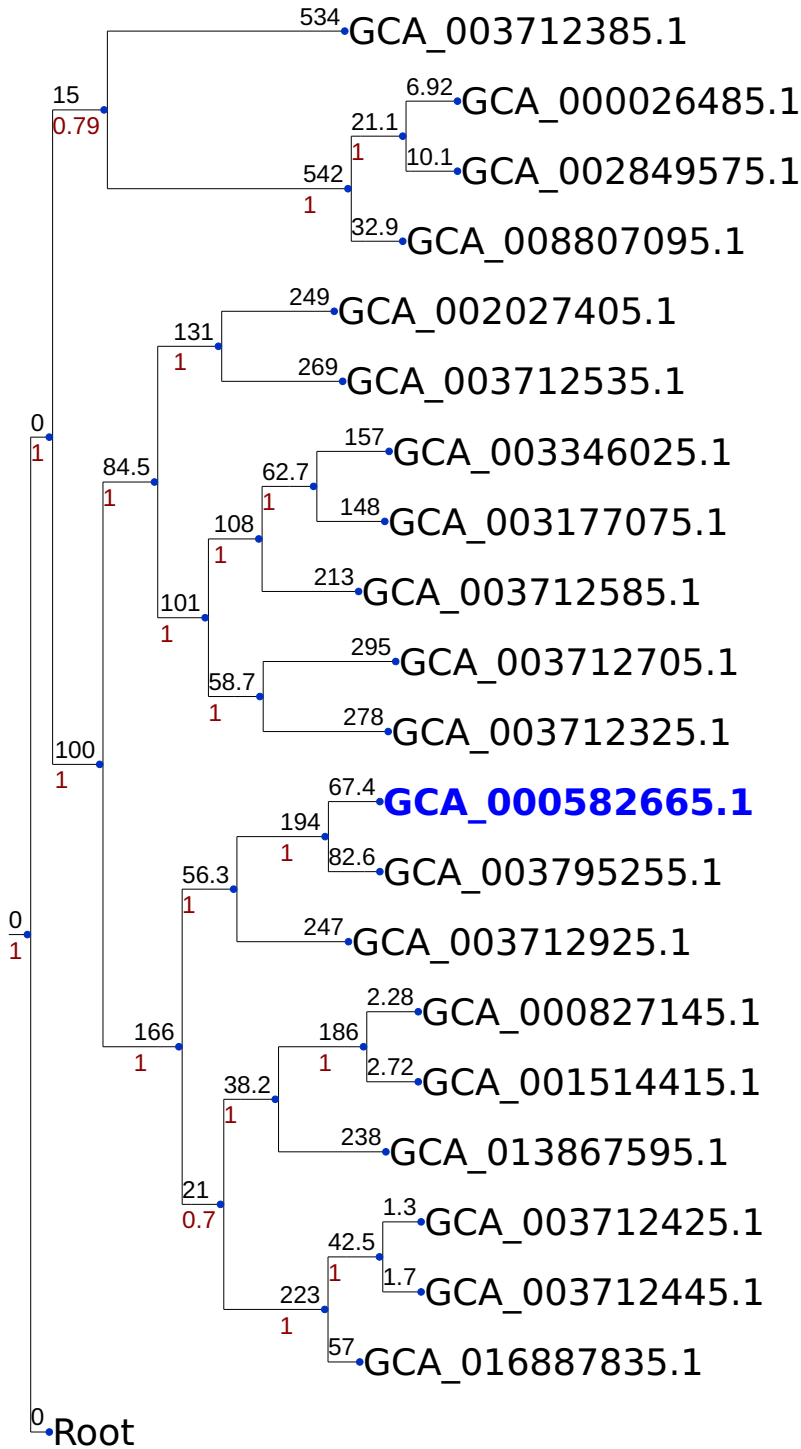 534
GCA_003712385.1
15
0.79
6.92
GCA_000026485.1
21.1
1
10.1
GCA_002849575.1
542
1
32.9
GCA_008807095.1
249
GCA_002027405.1
131
1
269
GCA_003712535.1
0
1
84.5
1
157
GCA_003346025.1
62.7
1
148
GCA_003177075.1
108
1
213
GCA_003712585.1
101
1
295
GCA_003712705.1
58.7
1
278
GCA_003712325.1
100
1
67.4
GCA_000582665.1
194
1
82.6
GCA_003795255.1
56.3
1
247
GCA_003712925.1
0
1
2.28
GCA_000827145.1
186
1
2.72
GCA_001514415.1
166
1
38.2
1
238
GCA_013867595.1
21
0.7
1.3
GCA_003712425.1
42.5
1
1.7
GCA_003712445.1
223
1
57
GCA_016887835.1
0
Root